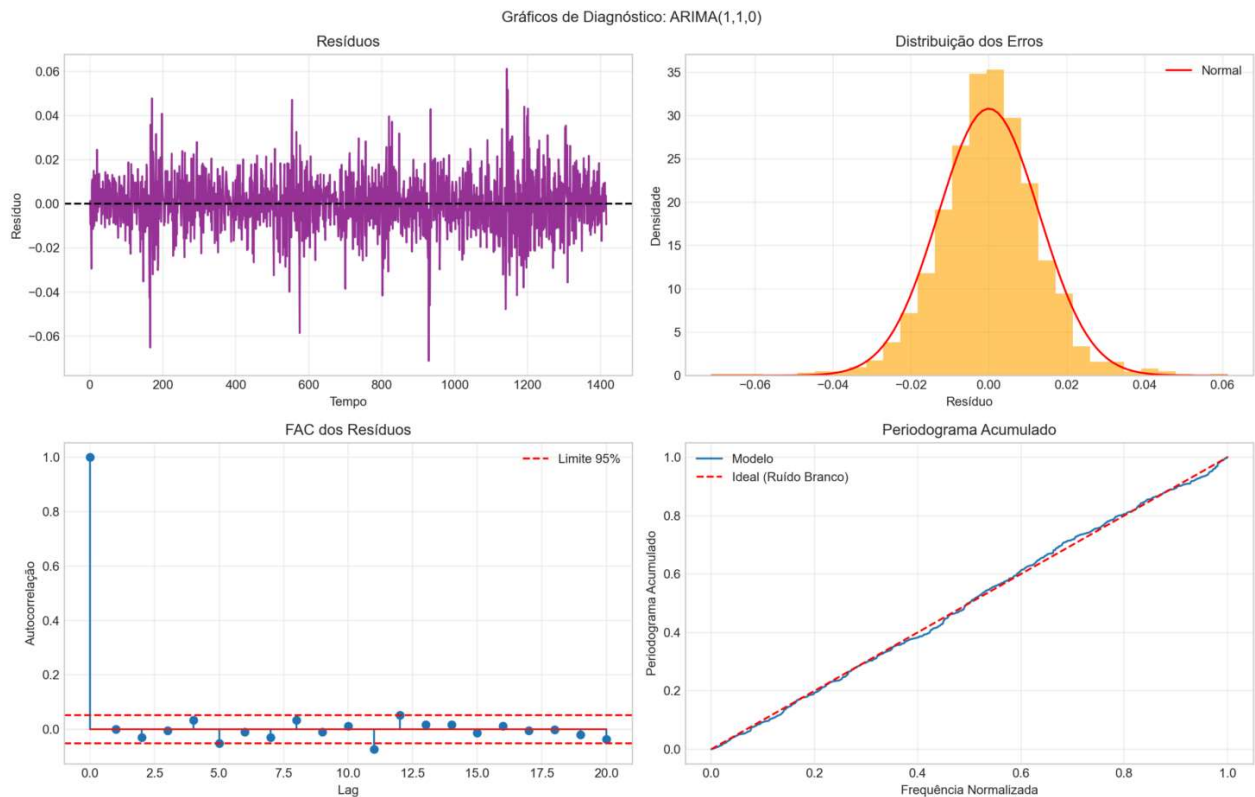 Gráficos de Diagnóstico: ARIMA(1,1,0)
Resíduos
0.06
0.04
0.02
0.00
−0.02
−0.04
−0.06
Resíduo
0 200 400 600 800 1000 1200 1400
Tempo
Distribuição dos Erros
Normal
35
30
25
20
15
10
5
0
Densidade
−0.06 −0.04 −0.02 0.00 0.02 0.04 0.06
Resíduo
FAC dos Resíduos
Limite 95%
1.0
0.8
0.6
0.4
0.2
0.0
Autocorrelação
0.0 2.5 5.0 7.5 10.0 12.5 15.0 17.5 20.0
Lag
Periodograma Acumulado
Modelo
Ideal (Ruído Branco)
1.0
0.8
0.6
0.4
0.2
0.0
Periodograma Acumulado
0.0 0.2 0.4 0.6 0.8 1.0
Frequência Normalizada